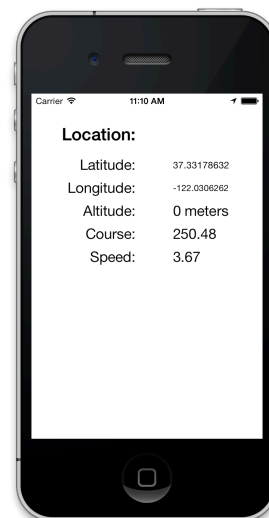 Carrier 11:10 AM
Location:
Latitude: 37.33178632
Longitude: -122.0306262
Altitude: 0 meters
Course: 250.48
Speed: 3.67